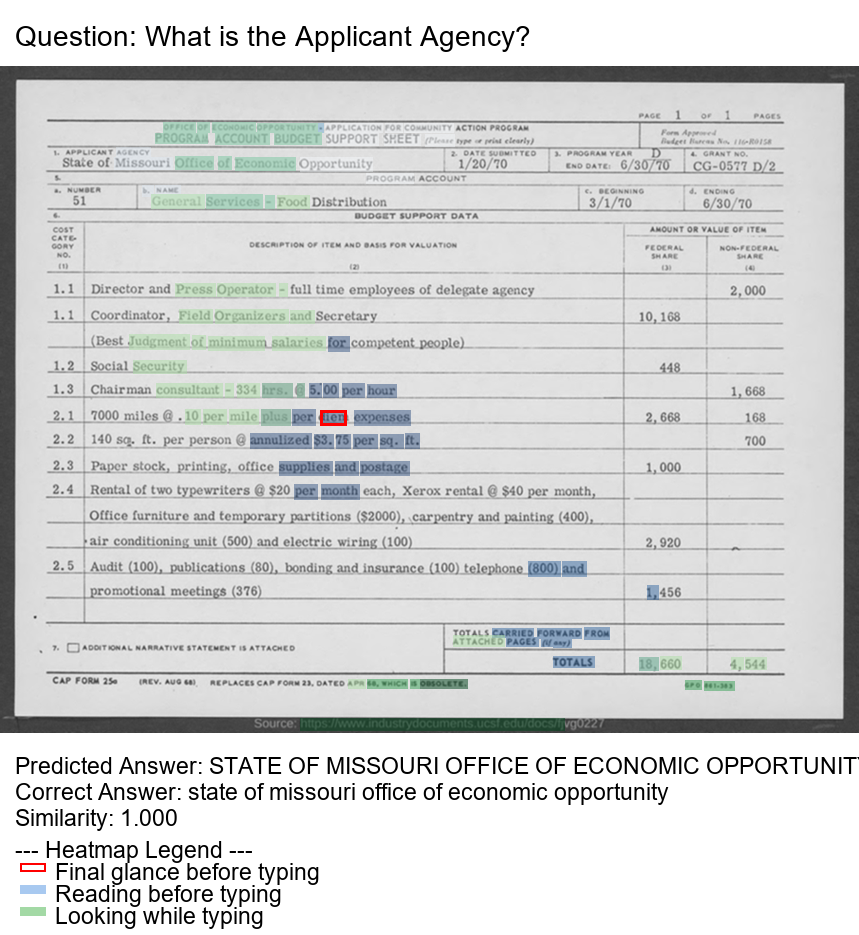 Question: What is the Applicant Agency?
PAGE 1 OF 1 PAGES
OFFICE OF ECONOMIC OPPORTUNITY - APPLICATION FOR COMMUNITY ACTION PROGRAM
PROGRAM ACCOUNT BUDGET SUPPORT SHEET (Please type or print clearly)
Form Approved
Budget Bureau No. 116-R0158
1. APPLICANT AGENCY
State of Missouri Office of Economic Opportunity
2. DATE SUBMITTED
1/20/70
3. PROGRAM YEAR D
END DATE: 6/30/70
4. GRANT NO.
CG-0577 D/2
5. PROGRAM ACCOUNT
a. NUMBER
51
b. NAME
General Services - Food Distribution
c. BEGINNING
3/1/70
d. ENDING
6/30/70
6. BUDGET SUPPORT DATA
COST CATE- GORY NO. (1)
DESCRIPTION OF ITEM AND BASIS FOR VALUATION (2)
AMOUNT OR VALUE OF ITEM
FEDERAL SHARE (3)
NON-FEDERAL SHARE (4)
1.1 Director and Press Operator - full time employees of delegate agency 2,000
1.1 Coordinator, Field Organizers and Secretary 10,168
(Best Judgment of minimum salaries for competent people)
1.2 Social Security 448
1.3 Chairman consultant - 334 hrs. @ 5.00 per hour 1,668
2.1 7000 miles @ .10 per mile plus per diem expenses 2,668 168
2.2 140 sq. ft. per person @ annulized $3.75 per sq. ft. 700
2.3 Paper stock, printing, office supplies and postage 1,000
2.4 Rental of two typewriters @ $20 per month each, Xerox rental @ $40 per month,
Office furniture and temporary partitions ($2000), carpentry and painting (400),
air conditioning unit (500) and electric wiring (100) 2,920
2.5 Audit (100), publications (80), bonding and insurance (100) telephone (800) and
promotional meetings (376) 1,456
7. ADDITIONAL NARRATIVE STATEMENT IS ATTACHED
TOTALS CARRIED FORWARD FROM
ATTACHED PAGES (if any)
TOTALS 18,660 4,544
CAP FORM 25a (REV. AUG 68) REPLACES CAP FORM 23, DATED APR 68, WHICH IS OBSOLETE.
Source: https://www.industrydocuments.ucsf.edu/docs/
vg0227
Predicted Answer: STATE OF MISSOURI OFFICE OF ECONOMIC OPPORTUNIT
Correct Answer: state of missouri office of economic opportunity
Similarity: 1.000
--- Heatmap Legend ---
Final glance before typing
Reading before typing
Looking while typing